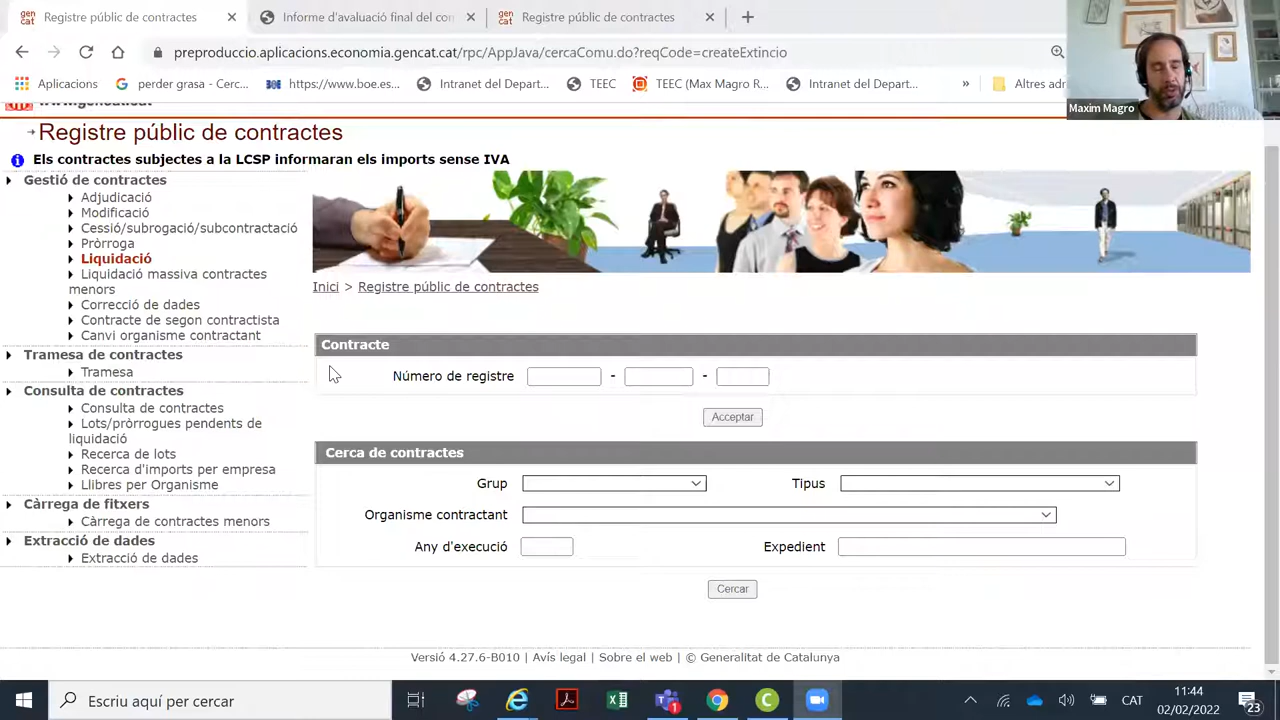 Registre públic de contractes
Informe d'avaluació final del con
Registre públic de contractes
preproduccio.aplicacions.economia.gencat.cat/rpc/AppJava/cercaComu.do?reqCode=createExtincio
Aplicacions
perder grasa - Cerc...
https://www.boe.es...
Intranet del Depart...
TEEC
TEEC (Max Magro R...
Intranet del Depart...
»
Altres adr
Maxim Magro
Registre públic de contractes
Els contractes subjectes a la LCSP informaran els imports sense IVA
Gestió de contractes
Adjudicació
Modificació
Cessió/subrogació/subcontractació
Pròrroga
Liquidació
Liquidació massiva contractes
menors
Correcció de dades
Contracte de segon contractista
Canvi organisme contractant
Tramesa de contractes
Tramesa
Consulta de contractes
Consulta de contractes
Lots/pròrrogues pendents de
liquidació
Recerca de lots
Recerca d'imports per empresa
Llibres per Organisme
Càrrega de fitxers
Càrrega de contractes menors
Extracció de dades
Extracció de dades
Inici > Registre públic de contractes
Contracte
Número de registre - -
Acceptar
Cerca de contractes
Grup Tipus
Organisme contractant
Any d'execució Expedient
Cercar
Versió 4.27.6-B010 | Avís legal | Sobre el web | © Generalitat de Catalunya
Escriu aquí per cercar
CAT
11:44
02/02/2022
23